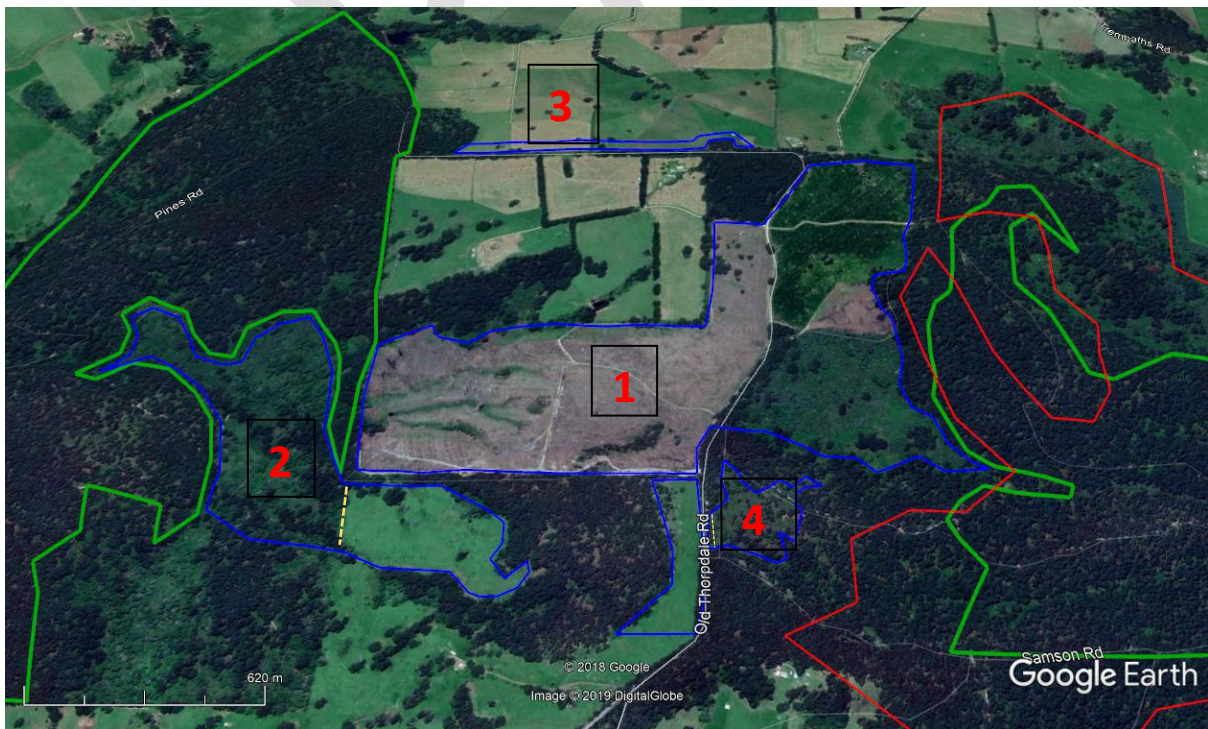 Trembaths Rd
3
Pines Rd
1
2
4
Old Thorpdale Rd
Samson Rd
© 2018 Google
Google Earth
620 m
Image © 2019 DigitalGlobe